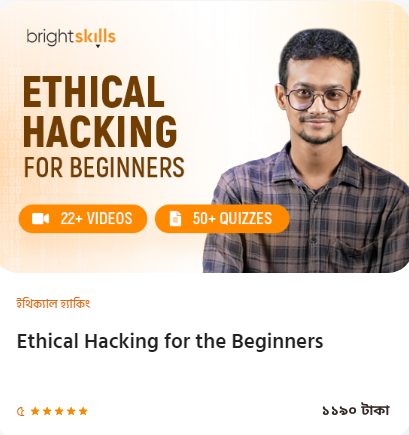 brightskills
ETHICAL
HACKING
FOR BEGINNERS
22+ VIDEOS
50+ QUIZZES
ইথিক্যাল হ্যাকিং
Ethical Hacking for the Beginners
৫ ★★★★★
১১৯০ টাকা